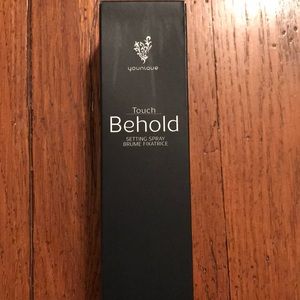 younique
Touch
Behold
SETTING SPRAY
BRUME FIXATRICE